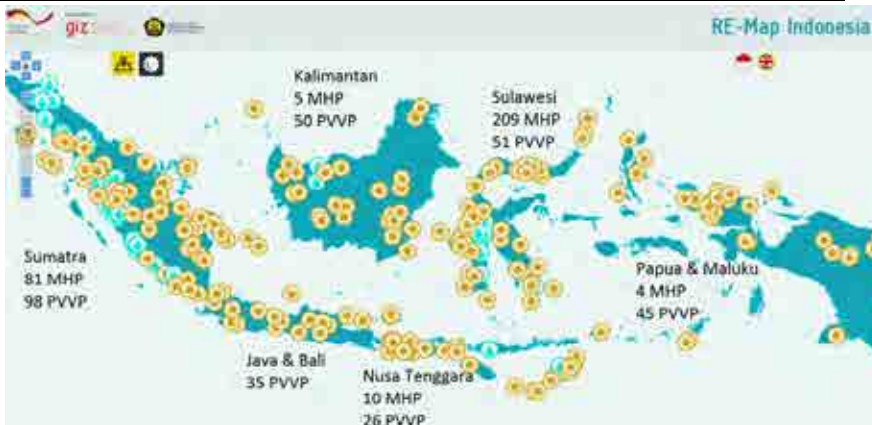 giz
RE-Map Indonesia
Kalimantan
5 MHP
50 PVVP
Sulawesi
209 MHP
51 PVVP
Sumatra
81 MHP
98 PVVP
Papua & Maluku
4 MHP
45 PVVP
Java & Bali
35 PVVP
Nusa Tenggara
10 MHP
26 PVVP